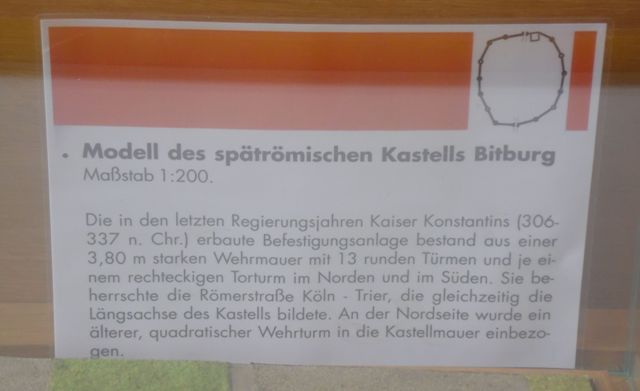 . Modell des spätrömischen Kastells Bitburg
Maßstab 1:200.
Die in den letzten Regierungsjahren Kaiser Konstantins (306-
337 n. Chr.) erbaute Befestigungsanlage bestand aus einer
3,80 m starken Wehrmauer mit 13 runden Türmen und je ei-
nem rechteckigen Torturm im Norden und im Süden. Sie be-
herrschte die Römerstraße Köln - Trier, die gleichzeitig die
Längsachse des Kastells bildete. An der Nordseite wurde ein
älterer, quadratischer Wehrturm in die Kastellmauer einbezo-
gen.